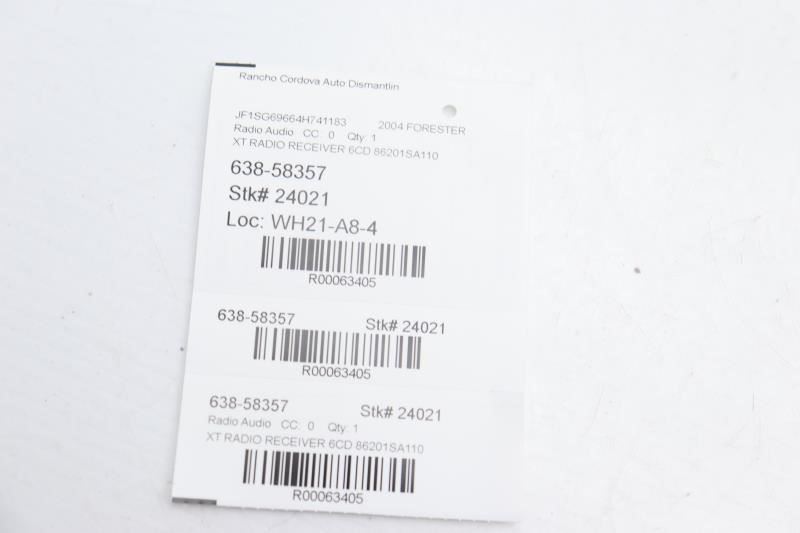 Rancho Cordova Auto Dismantlin
JF1SG69664H741183 2004 FORESTER
Radio Audio CC: 0 Qty: 1
XT RADIO RECEIVER 6CD 86201SA110
638-58357
Stk# 24021
Loc: WH21-A8-4
R00063405
638-58357 Stk# 24021
R00063405
638-58357 Stk# 24021
Radio Audio CC: 0 Qty: 1
XT RADIO RECEIVER 6CD 86201SA110
R00063405